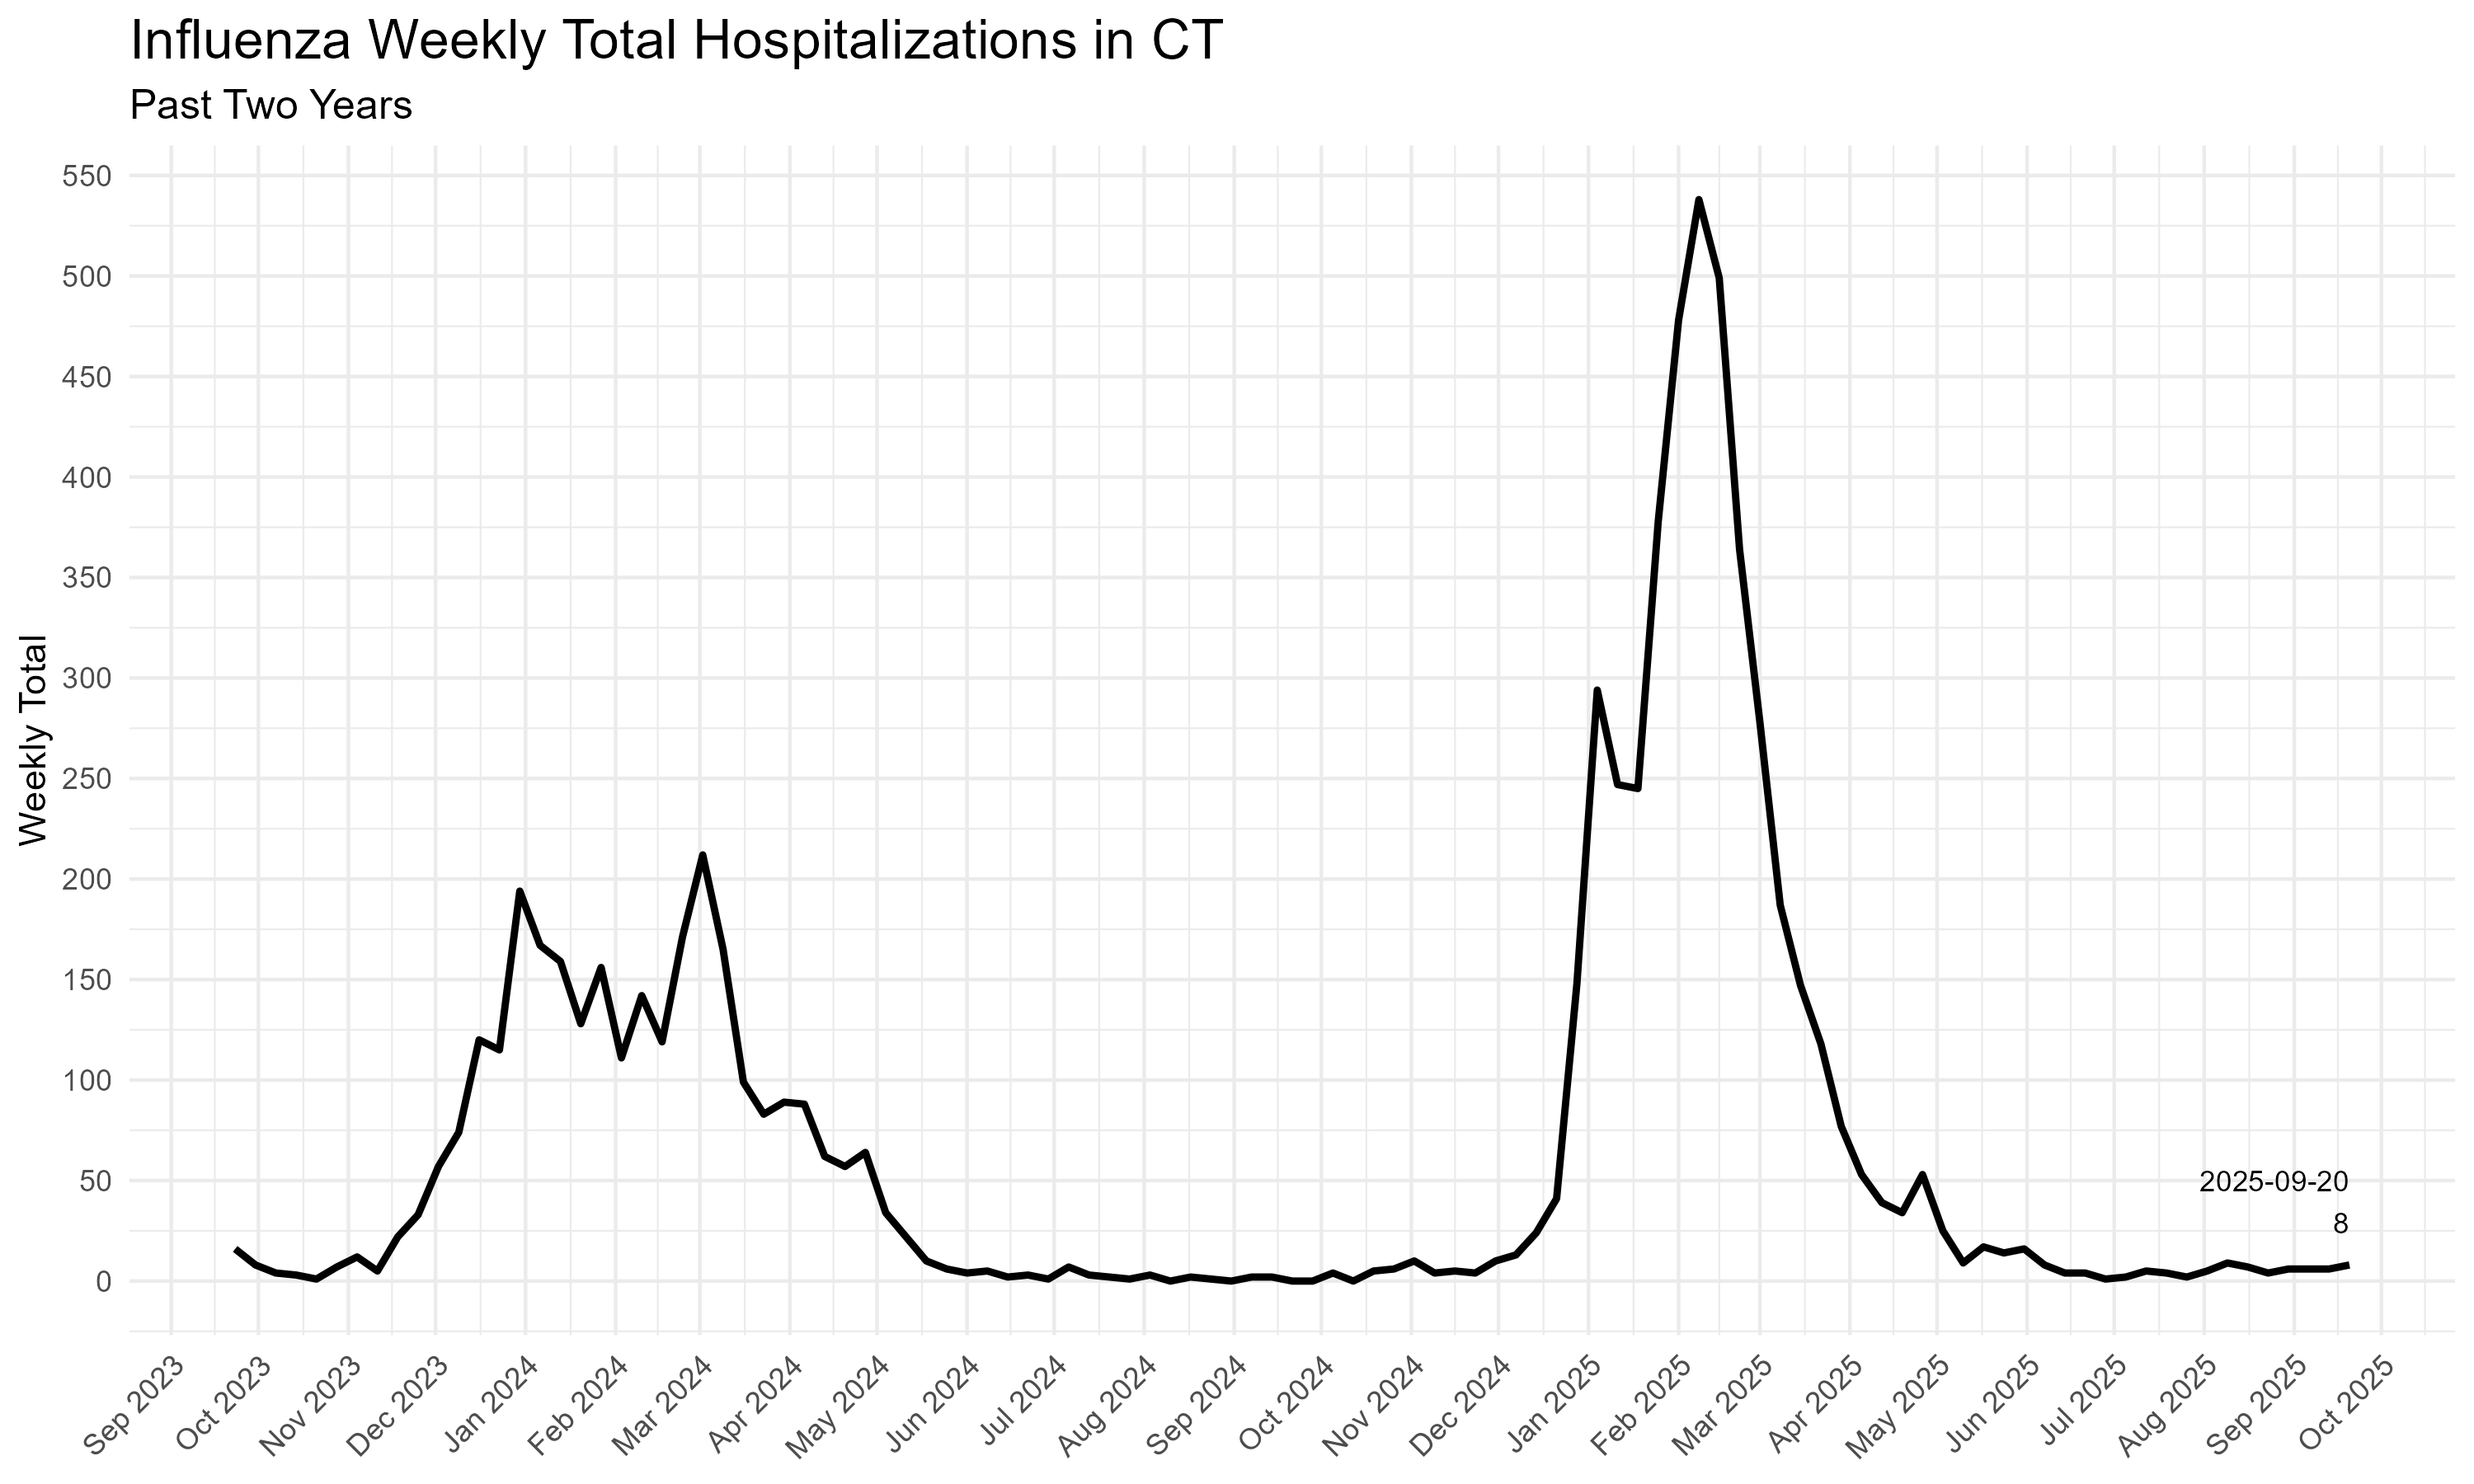 Influenza Weekly Total Hospitalizations in CT
Past Two Years
Weekly Total
550
500
450
400
350
300
250
200
150
100
50
0
2025-09-20
8
Sep 2023
Oct 2023
Nov 2023
Dec 2023
Jan 2024
Feb 2024
Mar 2024
Apr 2024
May 2024
Jun 2024
Jul 2024
Aug 2024
Sep 2024
Oct 2024
Nov 2024
Dec 2024
Jan 2025
Feb 2025
Mar 2025
Apr 2025
May 2025
Jun 2025
Jul 2025
Aug 2025
Sep 2025
Oct 2025